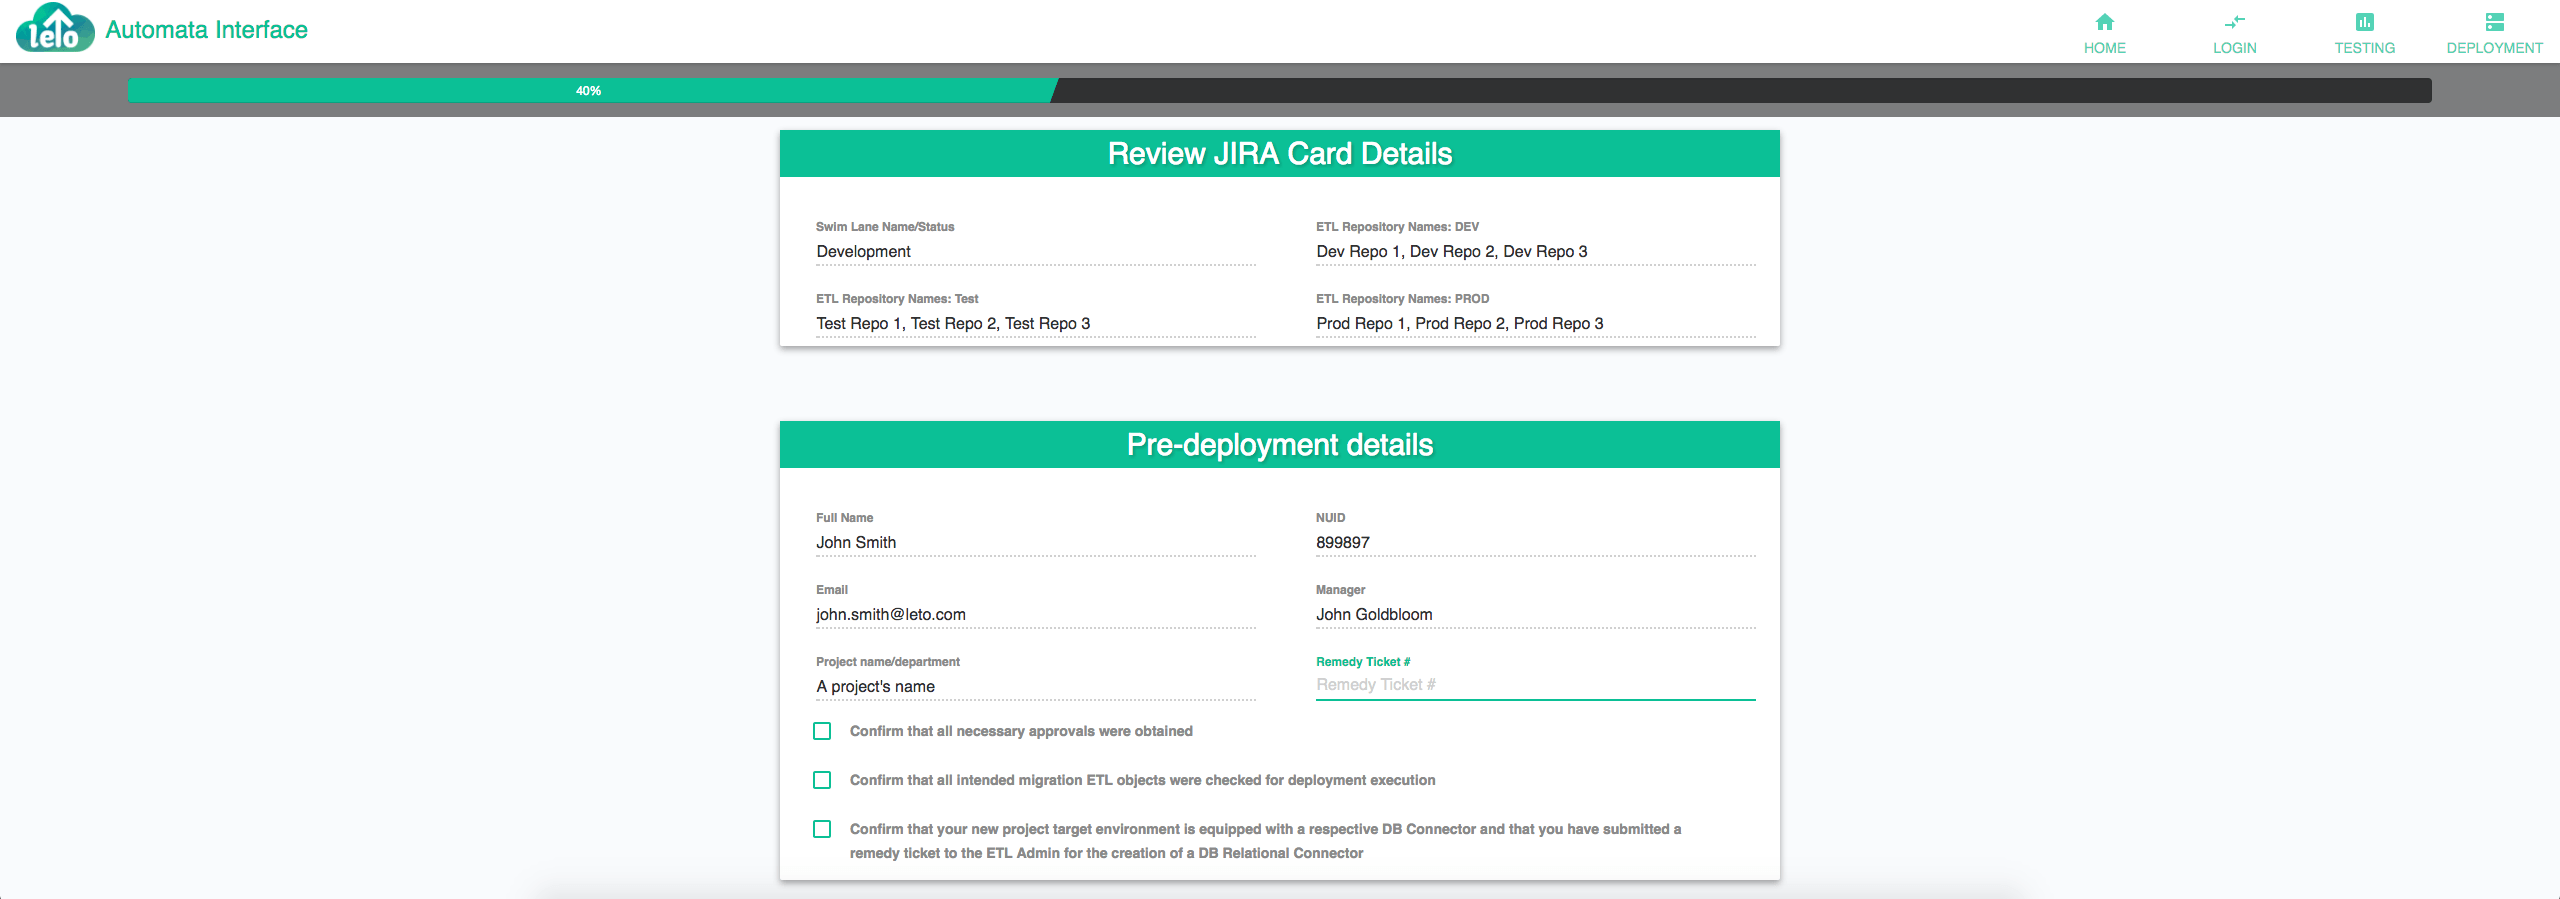 leto
Automata Interface
HOME
LOGIN
TESTING
DEPLOYMENT
40%
Review JIRA Card Details
Swim Lane Name/Status
Development
ETL Repository Names: DEV
Dev Repo 1, Dev Repo 2, Dev Repo 3
ETL Repository Names: Test
Test Repo 1, Test Repo 2, Test Repo 3
ETL Repository Names: PROD
Prod Repo 1, Prod Repo 2, Prod Repo 3
Pre-deployment details
Full Name
John Smith
NUID
899897
Email
john.smith@leto.com
Manager
John Goldbloom
Project name/department
A project's name
Remedy Ticket #
Remedy Ticket #
Confirm that all necessary approvals were obtained
Confirm that all intended migration ETL objects were checked for deployment execution
Confirm that your new project target environment is equipped with a respective DB Connector and that you have submitted a
remedy ticket to the ETL Admin for the creation of a DB Relational Connector